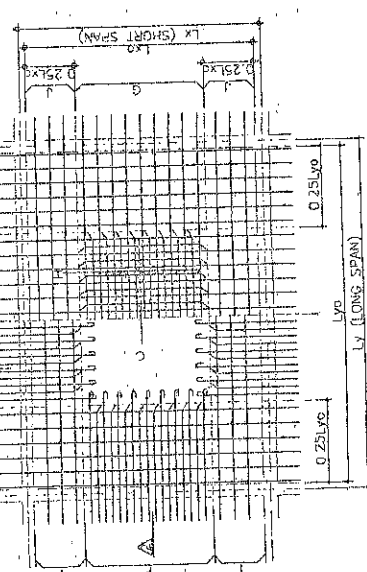 Lx (SHORT SPAN)
Lxo
0.25Lxo
0.25Lxo
J
G
J
0.25Lyo
Lyo
Ly (LONG SPAN)
C
0.25Lyo